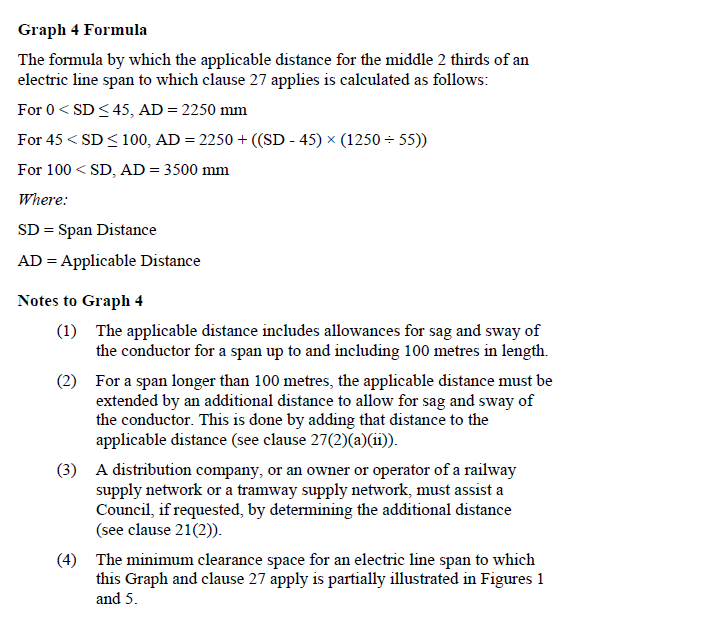 Graph 4 Formula
The formula by which the applicable distance for the middle 2 thirds of an
electric line span to which clause 27 applies is calculated as follows:
For 0 < SD ≤ 45, AD = 2250 mm
For 45 < SD ≤ 100, AD = 2250 + ((SD - 45) × (1250 ÷ 55))
For 100 < SD, AD = 3500 mm
Where:
SD = Span Distance
AD = Applicable Distance
Notes to Graph 4
(1) The applicable distance includes allowances for sag and sway of
the conductor for a span up to and including 100 metres in length.
(2) For a span longer than 100 metres, the applicable distance must be
extended by an additional distance to allow for sag and sway of
the conductor. This is done by adding that distance to the
applicable distance (see clause 27(2)(a)(ii)).
(3) A distribution company, or an owner or operator of a railway
supply network or a tramway supply network, must assist a
Council, if requested, by determining the additional distance
(see clause 21(2)).
(4) The minimum clearance space for an electric line span to which
this Graph and clause 27 apply is partially illustrated in Figures 1
and 5.